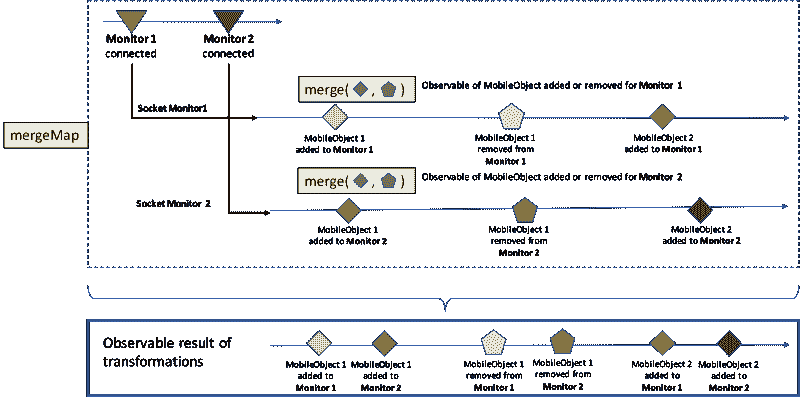 Monitor 1
connected
Monitor 2
connected
mergeMap
Socket Monitor1
merge( , )
Observable of MobileObject added or removed for Monitor 1
MobileObject 1
added to Monitor 1
MobileObject 1
removed from
Monitor 1
MobileObject 2
added to Monitor 1
merge( , )
Observable of MobileObject added or removed for Monitor 2
Socket Monitor 2
MobileObject 1
added to Monitor 2
MobileObject 1
removed from
Monitor 2
MobileObject 2
added to Monitor 2
Observable result of
transformations
MobileObject 1
added to
Monitor 1
MobileObject 1
added to
Monitor 2
MobileObject 1
removed from
Monitor 1
MobileObject 1
removed from
Monitor 2
MobileObject 2
added to
Monitor 1
MobileObject 2
added to
Monitor 2